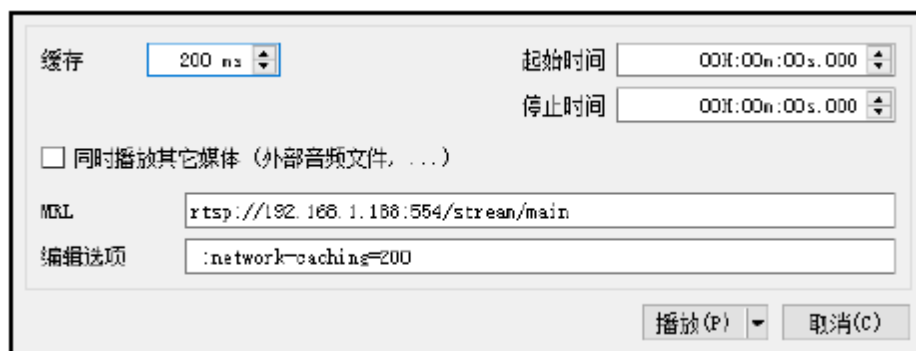 缓存 200 ms 起始时间 00H:00m:00s.000
停止时间 00H:00m:00s.000
同时播放其它媒体（外部音频文件, ...）
MRL rtsp://192.168.1.168:554/stream/main
编辑选项 :network-caching=200
播放(P) 取消(C)